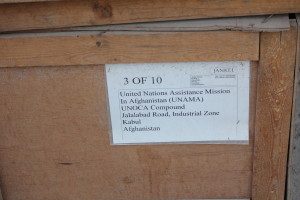 3 OF 10
United Nations Assistance Mission
In Afghanistan (UNAMA)
UNOCA Compound
Jalalabad Road, Industrial Zone
Kabul
Afghanistan